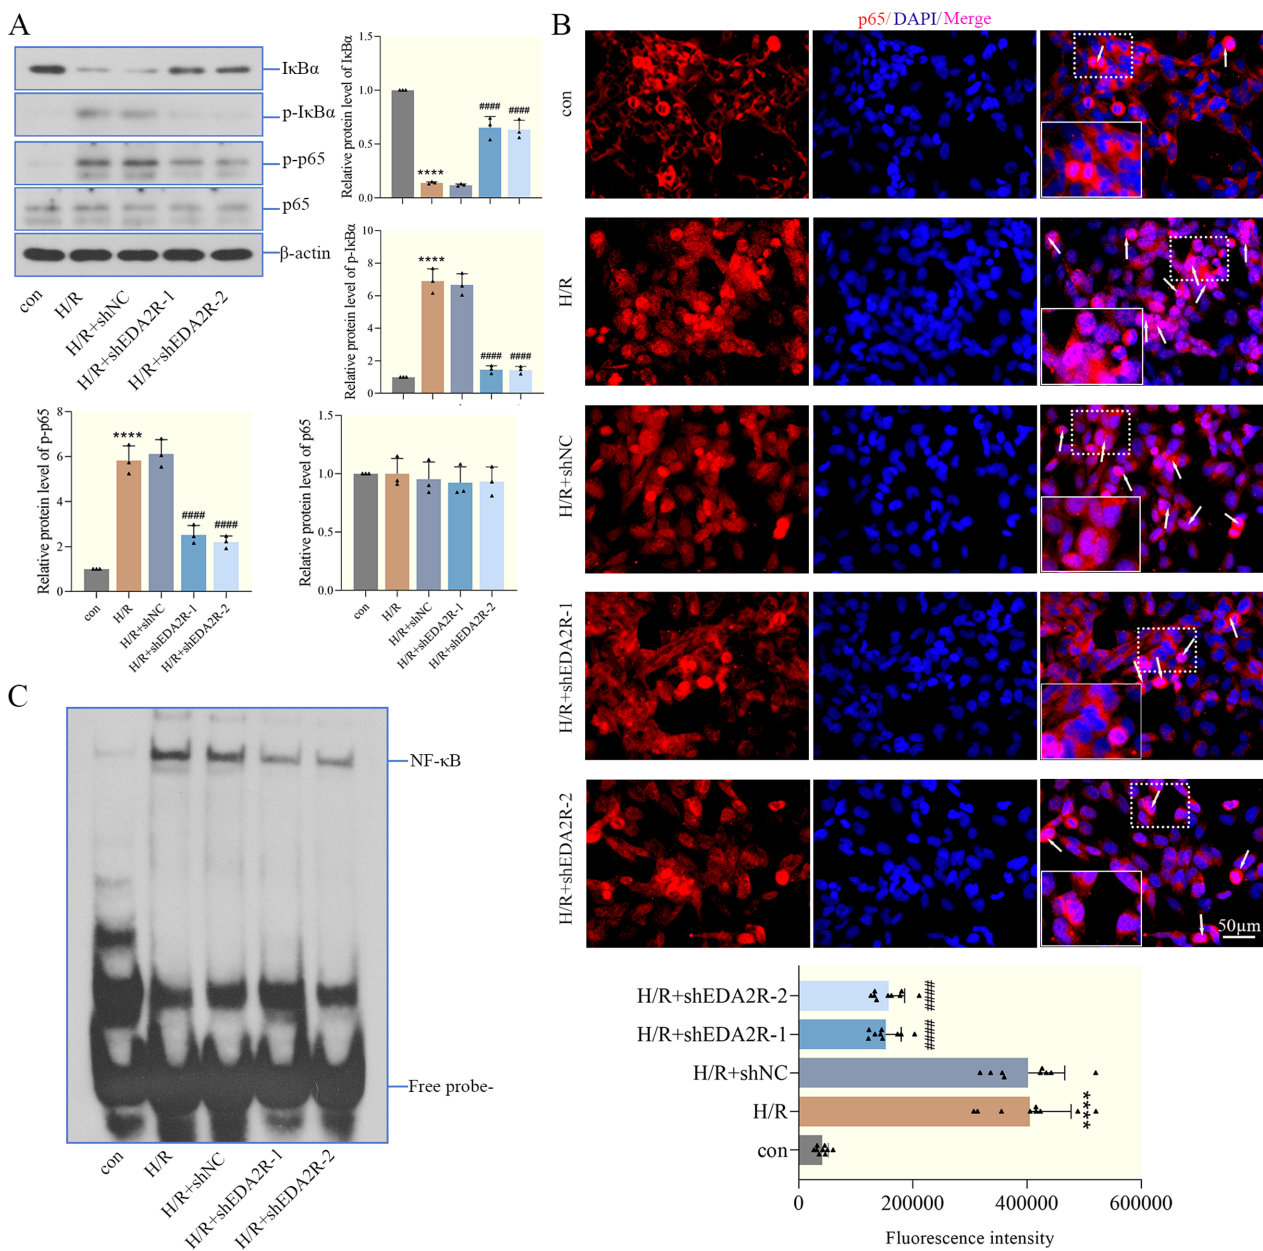 A
IκBα
p-IκBα
p-p65
p65
β-actin
con
H/R
H/R+shNC
H/R+shEDA2R-1
H/R+shEDA2R-2
Relative protein level of IκBα
1.5
1.0
0.5
0.0
****
####
####
Relative protein level of p-IκBα
10
8
6
4
2
0
****
####
####
Relative protein level of p-p65
8
6
4
2
0
****
####
####
con
H/R
H/R+shNC
H/R+shEDA2R-1
H/R+shEDA2R-2
Relative protein level of p65
1.5
1.0
0.5
0.0
con
H/R
H/R+shNC
H/R+shEDA2R-1
H/R+shEDA2R-2
B
p65/DAPI/Merge
con
H/R
H/R+shNC
H/R+shEDA2R-1
H/R+shEDA2R-2
50μm
H/R+shEDA2R-2
####
H/R+shEDA2R-1
####
H/R+shNC
H/R
****
con
0
200000
400000
600000
Fluorescence intensity
C
NF-κB
Free probe-
con
H/R
H/R+shNC
H/R+shEDA2R-1
H/R+shEDA2R-2